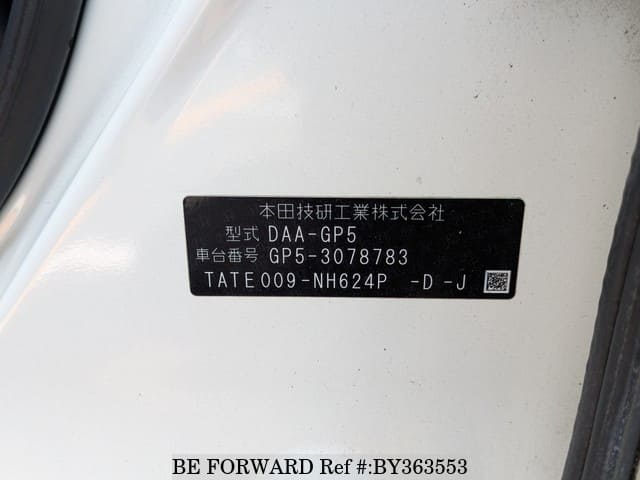 本田技研工業株式会社
型式 DAA-GP5
車台番号 GP5-3078783
TATE009-NH624P -D -J
BE FORWARD Ref #:BY363553